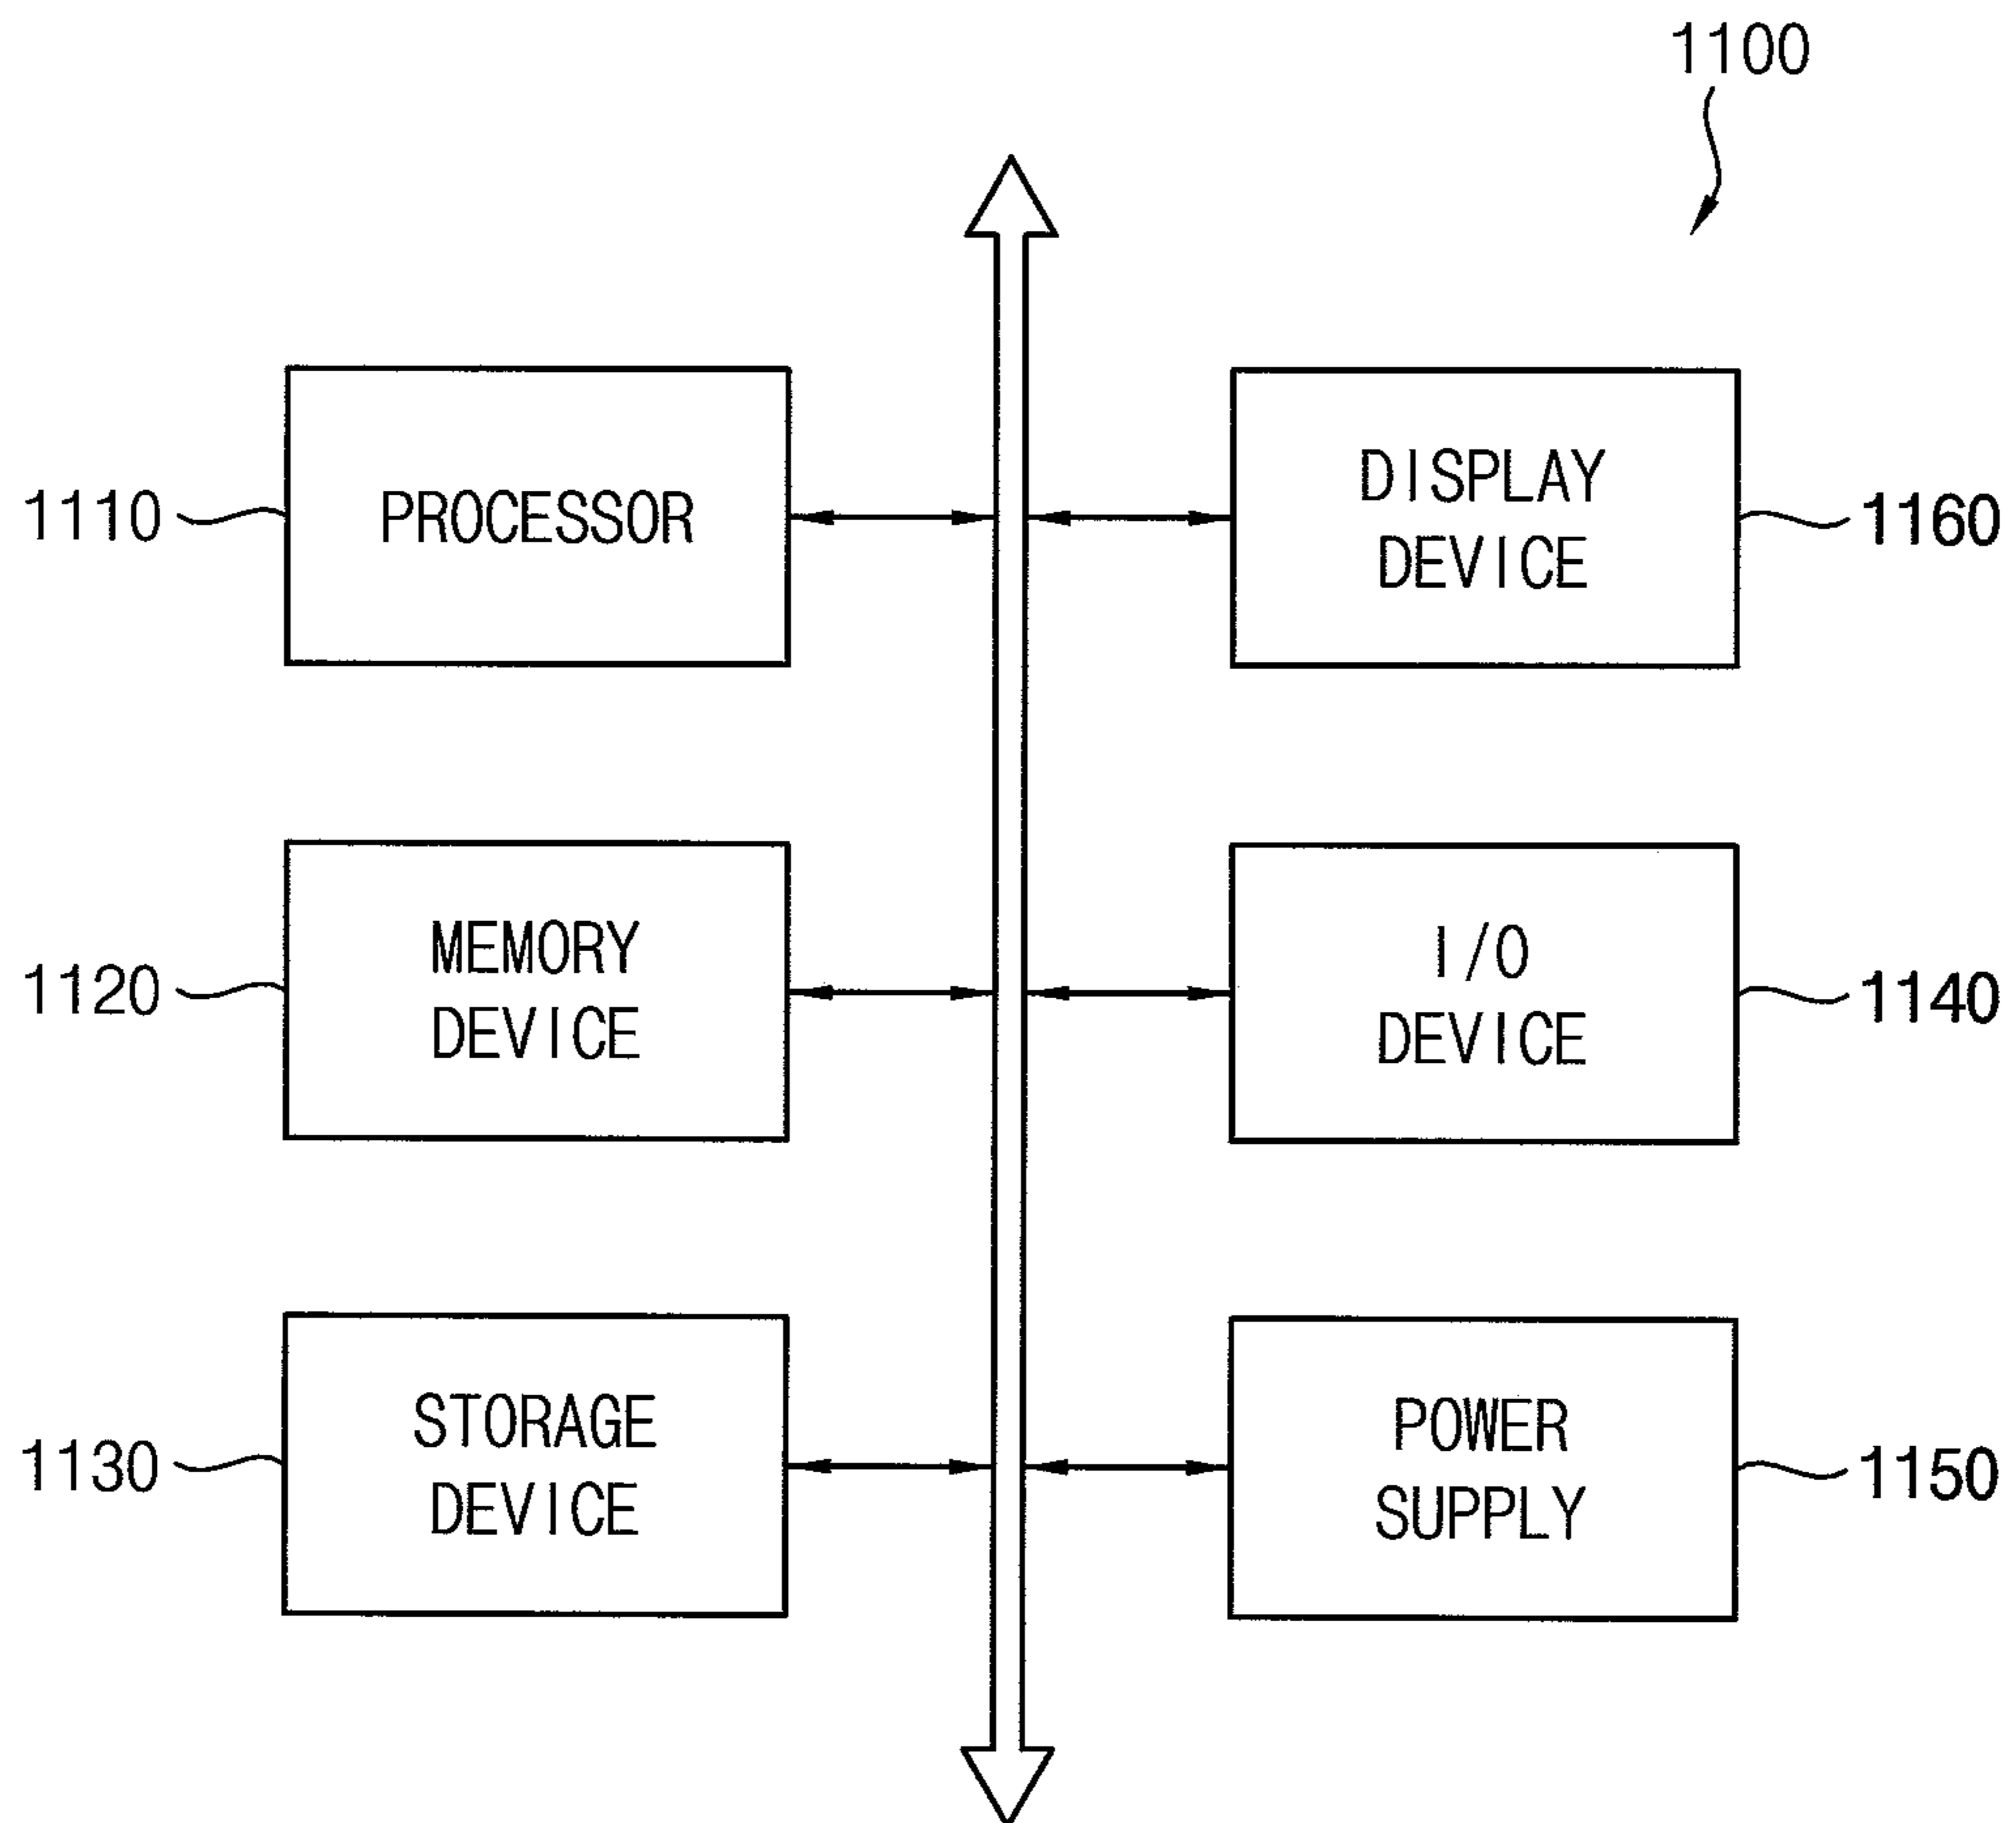 1100
1110
PROCESSOR
DISPLAY
DEVICE
1160
1120
MEMORY
DEVICE
I/O
DEVICE
1140
1130
STORAGE
DEVICE
POWER
SUPPLY
1150